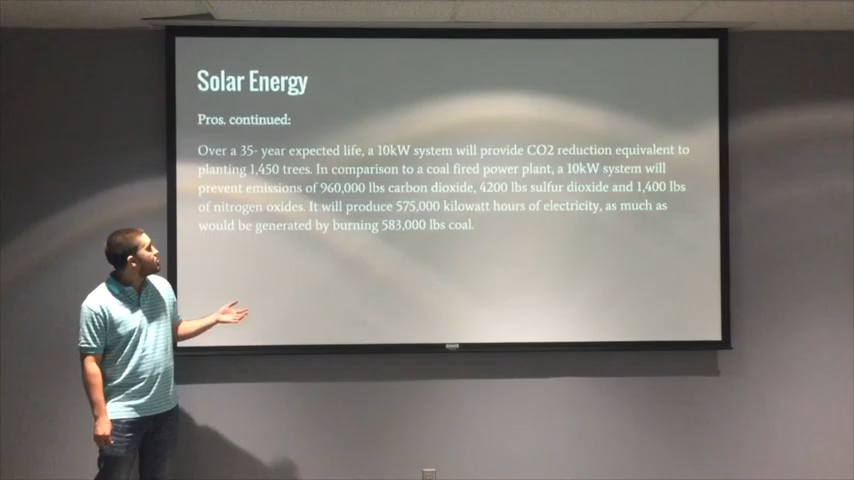 Solar Energy
Pros. continued:
Over a 35- year expected life, a 10kW system will provide CO2 reduction equivalent to
planting 1,450 trees. In comparison to a coal fired power plant, a 10kW system will
prevent emissions of 960,000 lbs carbon dioxide, 4200 lbs sulfur dioxide and 1,400 lbs
of nitrogen oxides. It will produce 575,000 kilowatt hours of electricity, as much as
would be generated by burning 583,000 lbs coal.